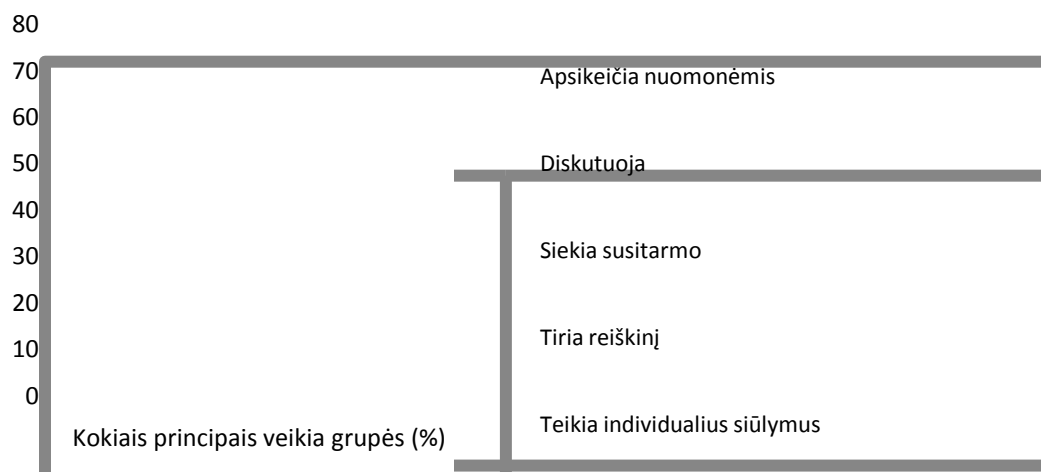 80
70
60
50
40
30
20
10
0
Kokiais principais veikia grupės (%)
Apsikeičia nuomonėmis
Diskutuoja
Siekia susitarmo
Tiria reiškinį
Teikia individualius siūlymus